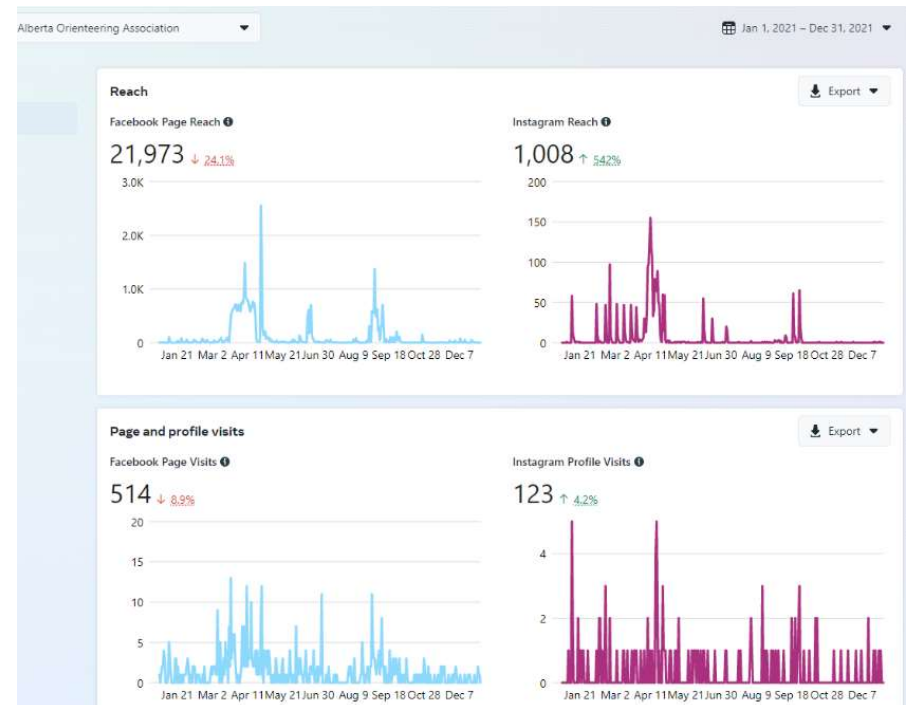 Alberta Orienteering Association
Jan 1, 2021 – Dec 31, 2021
Reach
Export
Facebook Page Reach
21,973 ↓ 24.1%
3.0K
2.0K
1.0K
0
Jan 21 Mar 2 Apr 11 May 21 Jun 30 Aug 9 Sep 18 Oct 28 Dec 7
Instagram Reach
1,008 ↑ 542%
200
150
100
50
0
Jan 21 Mar 2 Apr 11 May 21 Jun 30 Aug 9 Sep 18 Oct 28 Dec 7
Page and profile visits
Export
Facebook Page Visits
514 ↓ 8.9%
20
15
10
5
0
Jan 21 Mar 2 Apr 11 May 21 Jun 30 Aug 9 Sep 18 Oct 28 Dec 7
Instagram Profile Visits
123 ↑ 4.2%
4
2
0
Jan 21 Mar 2 Apr 11 May 21 Jun 30 Aug 9 Sep 18 Oct 28 Dec 7